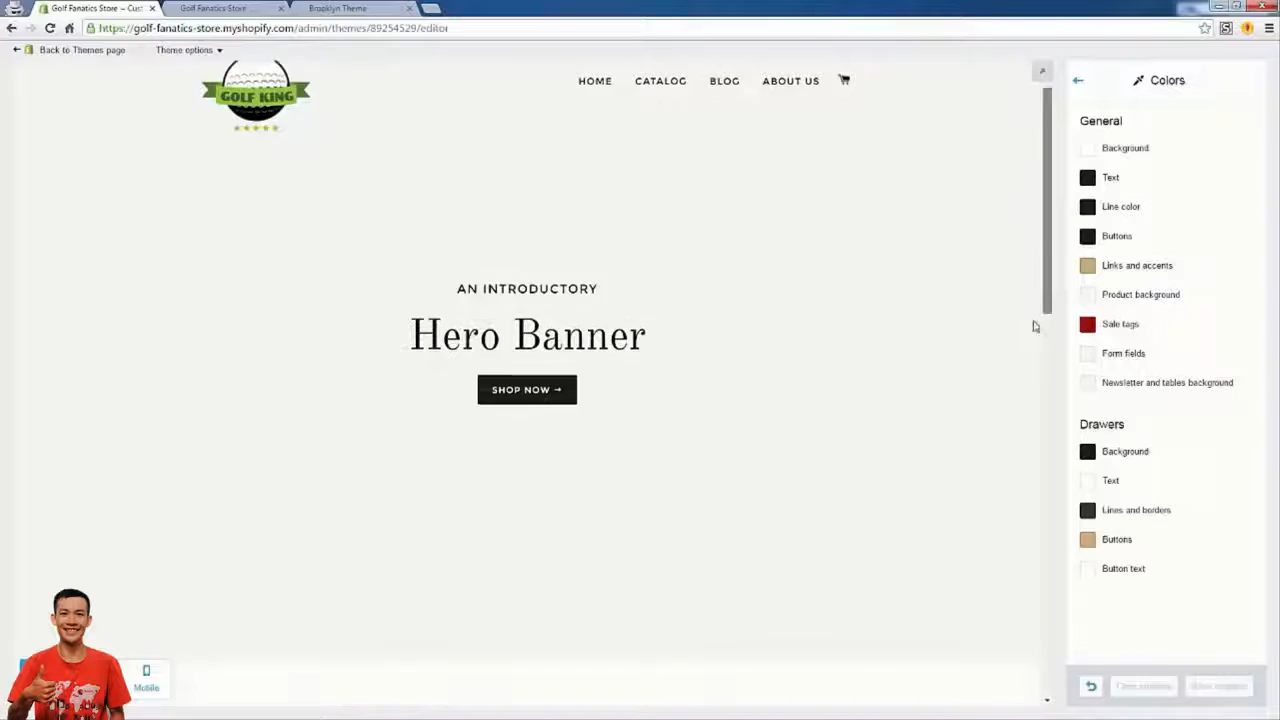 Golf Fanatics Store – Cust
Golf Fanatics Store
Brooklyn Theme
https://golf-fanatics-store.myshopify.com/admin/themes/89254529/editor
Back to Themes page
Theme options
GOLF KING
HOME
CATALOG
BLOG
ABOUT US
AN INTRODUCTORY
Hero Banner
SHOP NOW →
Mobile
Colors
General
Background
Text
Line color
Buttons
Links and accents
Product background
Sale tags
Form fields
Newsletter and tables background
Drawers
Background
Text
Lines and borders
Buttons
Button text